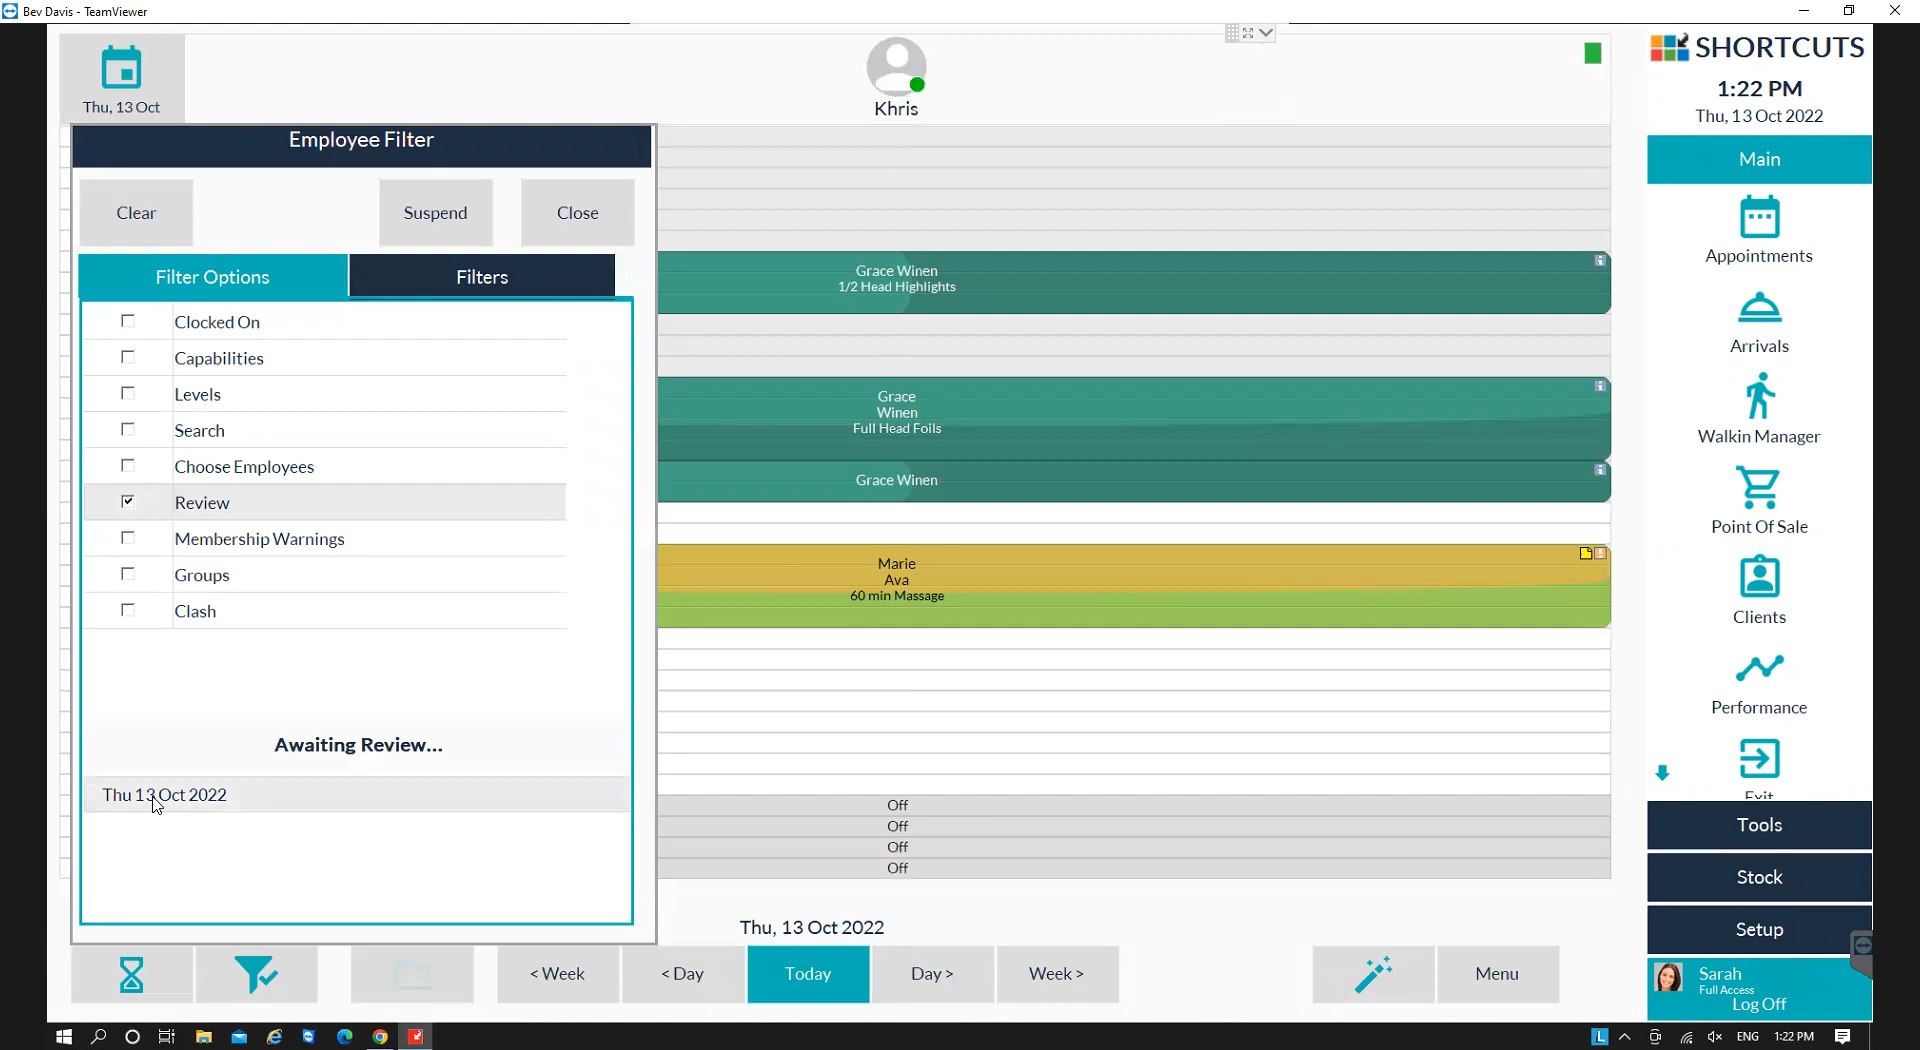 Bev Davis - TeamViewer
Thu, 13 Oct
Khris
SHORTCUTS
1:22 PM
Thu, 13 Oct 2022
Main
Appointments
Arrivals
Walkin Manager
Point Of Sale
Clients
Performance
Exit
Tools
Stock
Setup
Sarah
Full Access
Log Off
Employee Filter
Clear
Suspend
Close
Filter Options
Filters
Clocked On
Capabilities
Levels
Search
Choose Employees
Review
Membership Warnings
Groups
Clash
Awaiting Review...
Thu 13 Oct 2022
Grace Winen
1/2 Head Highlights
Grace
Winen
Full Head Foils
Grace Winen
Marie
Ava
60 min Massage
Off
Off
Off
Off
Thu, 13 Oct 2022
< Week
< Day
Today
Day >
Week >
Menu
L
ENG
1:22 PM